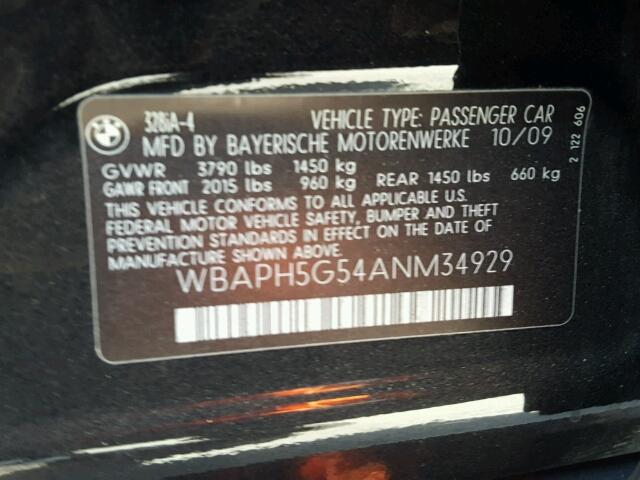 BMW
328iA-4 VEHICLE TYPE: PASSENGER CAR
MFD BY BAYERISCHE MOTORENWERKE 10/09
GVWR 3790 lbs 1450 kg
GAWR FRONT 2015 lbs 960 kg REAR 1450 lbs 660 kg
THIS VEHICLE CONFORMS TO ALL APPLICABLE U.S.
FEDERAL MOTOR VEHICLE SAFETY, BUMPER AND THEFT
PREVENTION STANDARDS IN EFFECT ON THE DATE OF
MANUFACTURE SHOWN ABOVE.
WBAPH5G54ANM34929
2 122 606